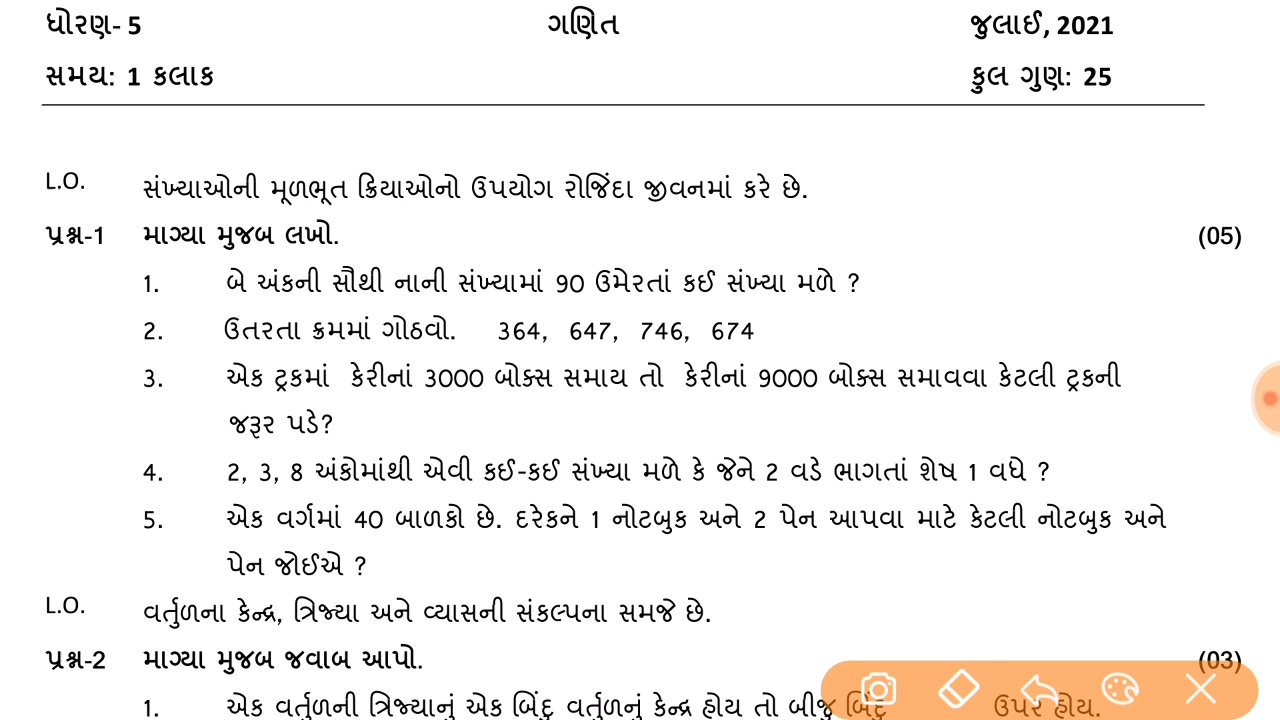 ધોરણ- 5 ગણિત જુલાઈ, 2021
સમય: 1 કલાક કુલ ગુણ: 25
L.O. સંખ્યાઓની મૂળભૂત ક્રિયાઓનો ઉપયોગ રોજિંદા જીવનમાં કરે છે.
પ્રશ્ન-1 માગ્યા મુજબ લખો. (05)
1. બે અંકની સૌથી નાની સંખ્યામાં 90 ઉમેરતાં કઈ સંખ્યા મળે ?
2. ઉતરતા ક્રમમાં ગોઠવો. 364, 647, 746, 674
3. એક ટ્રકમાં કેરીનાં 3000 બોક્સ સમાય તો કેરીનાં 9000 બોક્સ સમાવવા કેટલી ટ્રકની
જરૂર પડે?
4. 2, 3, 8 અંકોમાંથી એવી કઈ-કઈ સંખ્યા મળે કે જેને 2 વડે ભાગતાં શેષ 1 વધે ?
5. એક વર્ગમાં 40 બાળકો છે. દરેકને 1 નોટબુક અને 2 પેન આપવા માટે કેટલી નોટબુક અને
પેન જોઈએ ?
L.O. વર્તુળના કેન્દ્ર, ત્રિજ્યા અને વ્યાસની સંકલ્પના સમજે છે.
પ્રશ્ન-2 માગ્યા મુજબ જવાબ આપો. (03)
1. એક વર્તુળની ત્રિજ્યાનું એક બિંદુ વર્તુળનું કેન્દ્ર હોય તો બીજુ બિંદુ ઉપર હોય.